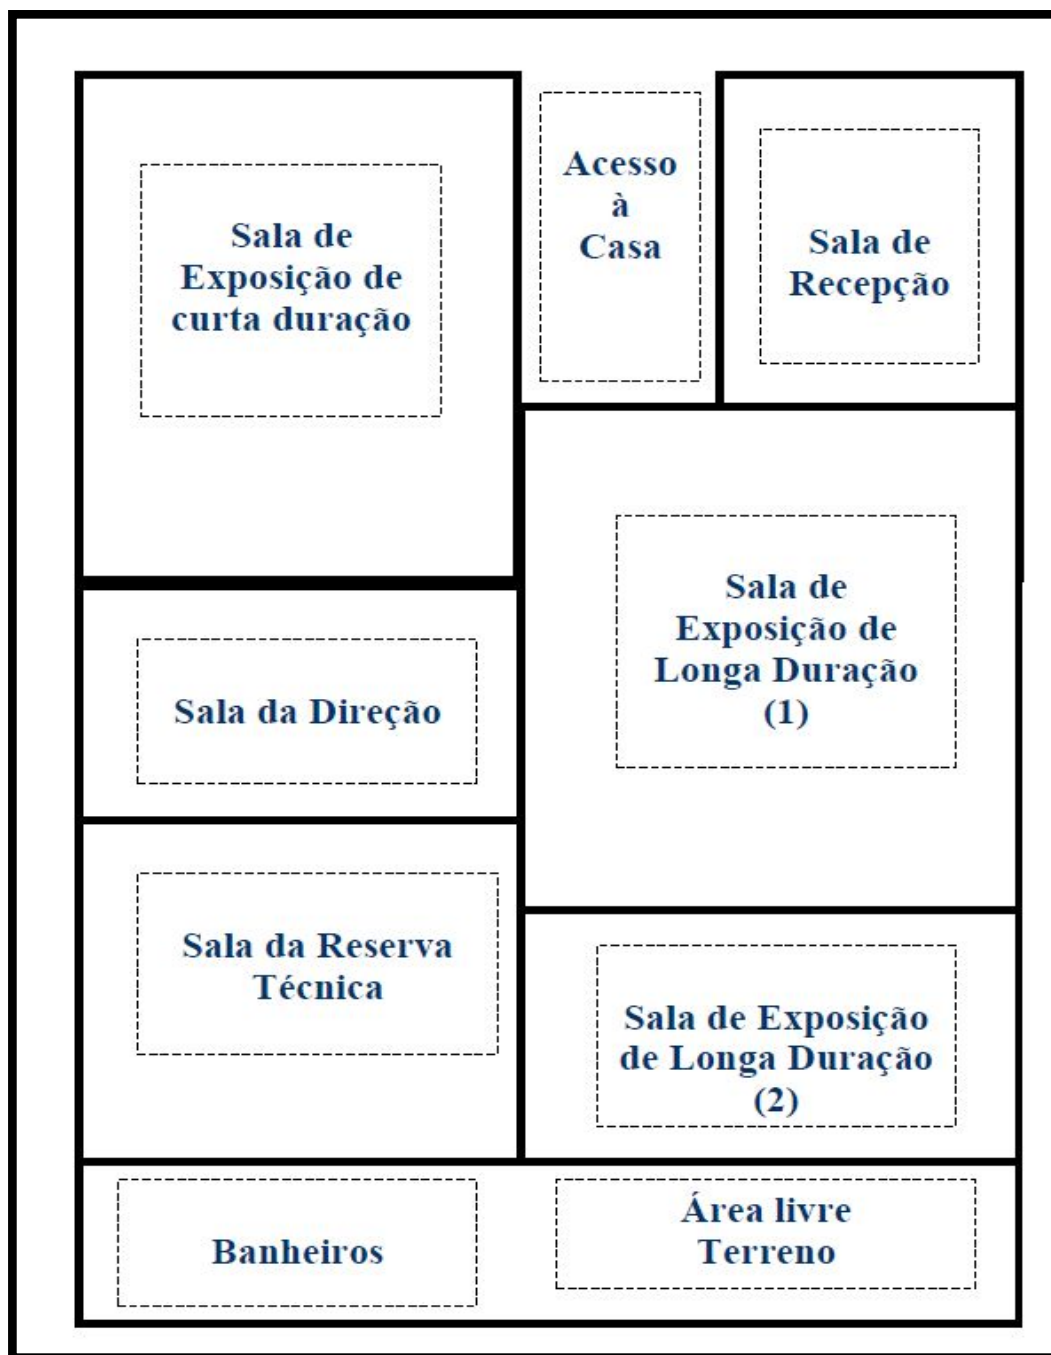 Sala de
Exposição de
curta duração
Acesso
à
Casa
Sala de
Recepção
Sala de
Exposição de
Longa Duração
(1)
Sala da Direção
Sala da Reserva
Técnica
Sala de Exposição
de Longa Duração
(2)
Banheiros
Área livre
Terreno